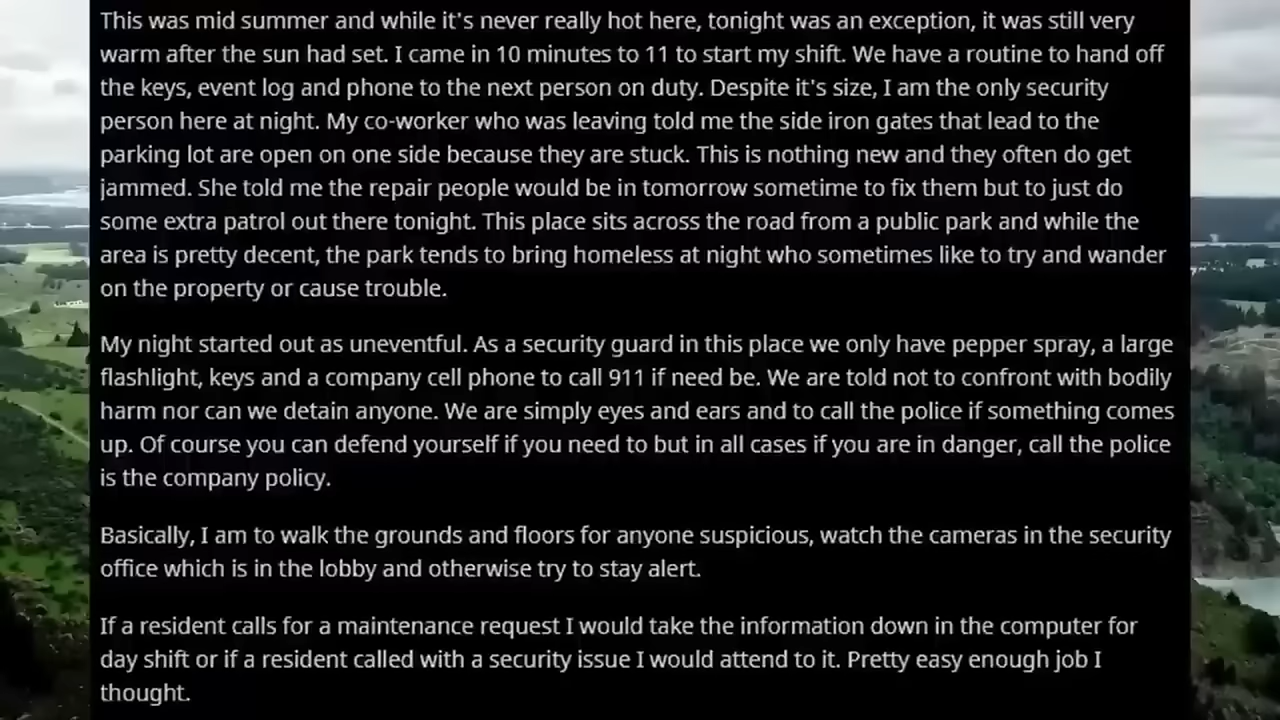 This was mid summer and while it's never really hot here, tonight was an exception, it was still very
warm after the sun had set. I came in 10 minutes to 11 to start my shift. We have a routine to hand off
the keys, event log and phone to the next person on duty. Despite it's size, I am the only security
person here at night. My co-worker who was leaving told me the side iron gates that lead to the
parking lot are open on one side because they are stuck. This is nothing new and they often do get
jammed. She told me the repair people would be in tomorrow sometime to fix them but to just do
some extra patrol out there tonight. This place sits across the road from a public park and while the
area is pretty decent, the park tends to bring homeless at night who sometimes like to try and wander
on the property or cause trouble.
My night started out as uneventful. As a security guard in this place we only have pepper spray, a large
flashlight, keys and a company cell phone to call 911 if need be. We are told not to confront with bodily
harm nor can we detain anyone. We are simply eyes and ears and to call the police if something comes
up. Of course you can defend yourself if you need to but in all cases if you are in danger, call the police
is the company policy.
Basically, I am to walk the grounds and floors for anyone suspicious, watch the cameras in the security
office which is in the lobby and otherwise try to stay alert.
If a resident calls for a maintenance request I would take the information down in the computer for
day shift or if a resident called with a security issue I would attend to it. Pretty easy enough job I
thought.